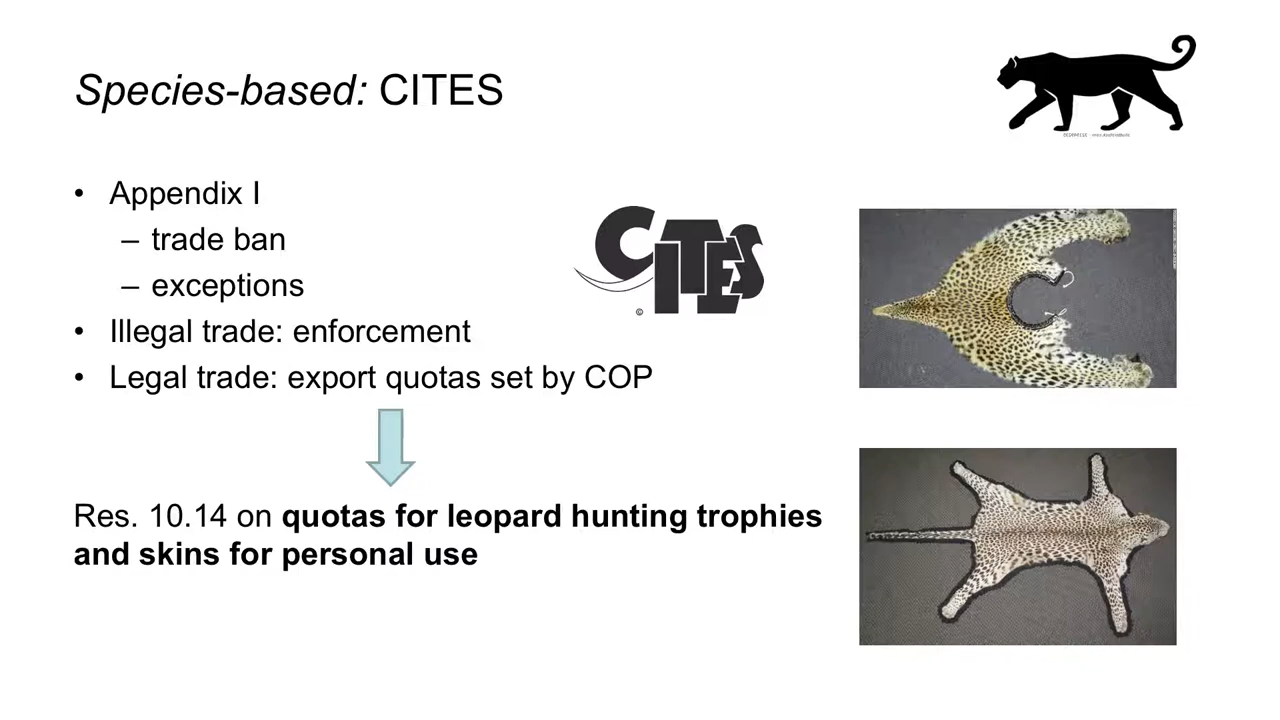 Species-based: CITES
• Appendix I
– trade ban
– exceptions
• Illegal trade: enforcement
• Legal trade: export quotas set by COP
CITES
©
Res. 10.14 on quotas for leopard hunting trophies
and skins for personal use